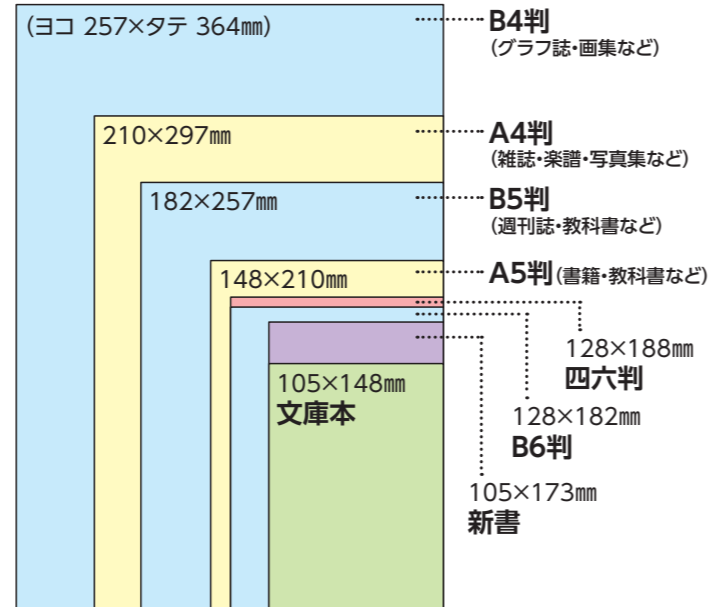 (ヨコ 257×タテ 364㎜)
B4判
(グラフ誌・画集など)
210×297㎜
A4判
(雑誌・楽譜・写真集など)
182×257㎜
B5判
(週刊誌・教科書など)
148×210㎜
A5判(書籍・教科書など)
128×188㎜
四六判
128×182㎜
B6判
105×173㎜
新書
105×148㎜
文庫本